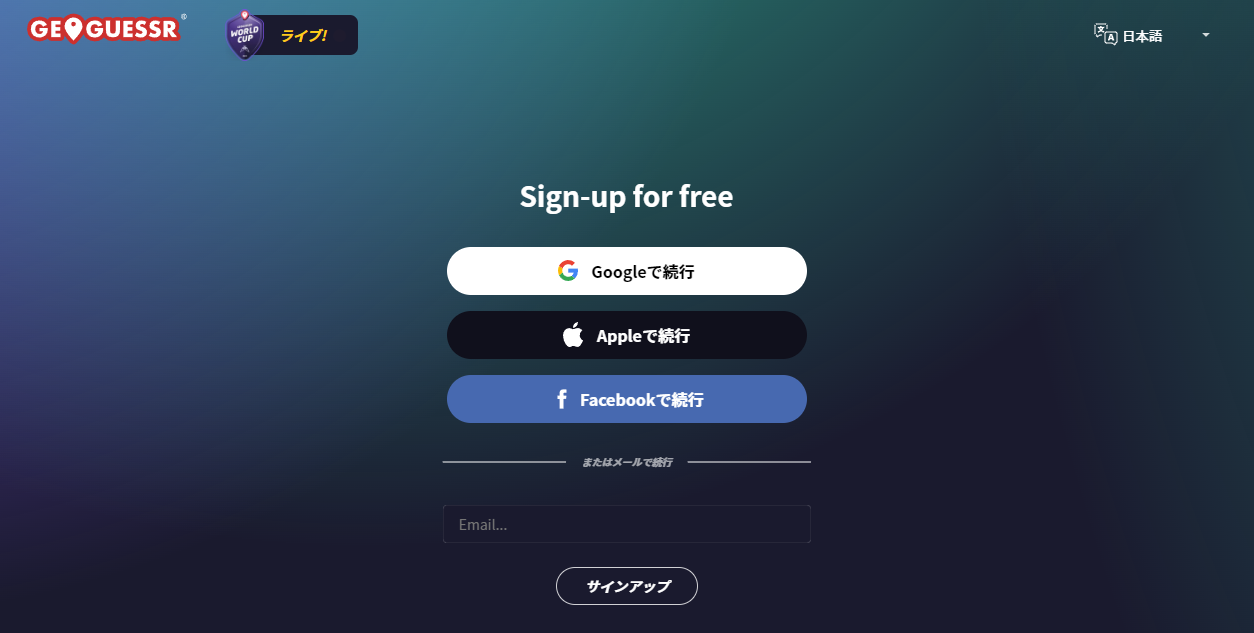 GEOGUESSR®
WORLD CUP
ライブ!
日本語
Sign-up for free
Googleで続行
Appleで続行
Facebookで続行
またはメールで続行
Email...
サインアップ